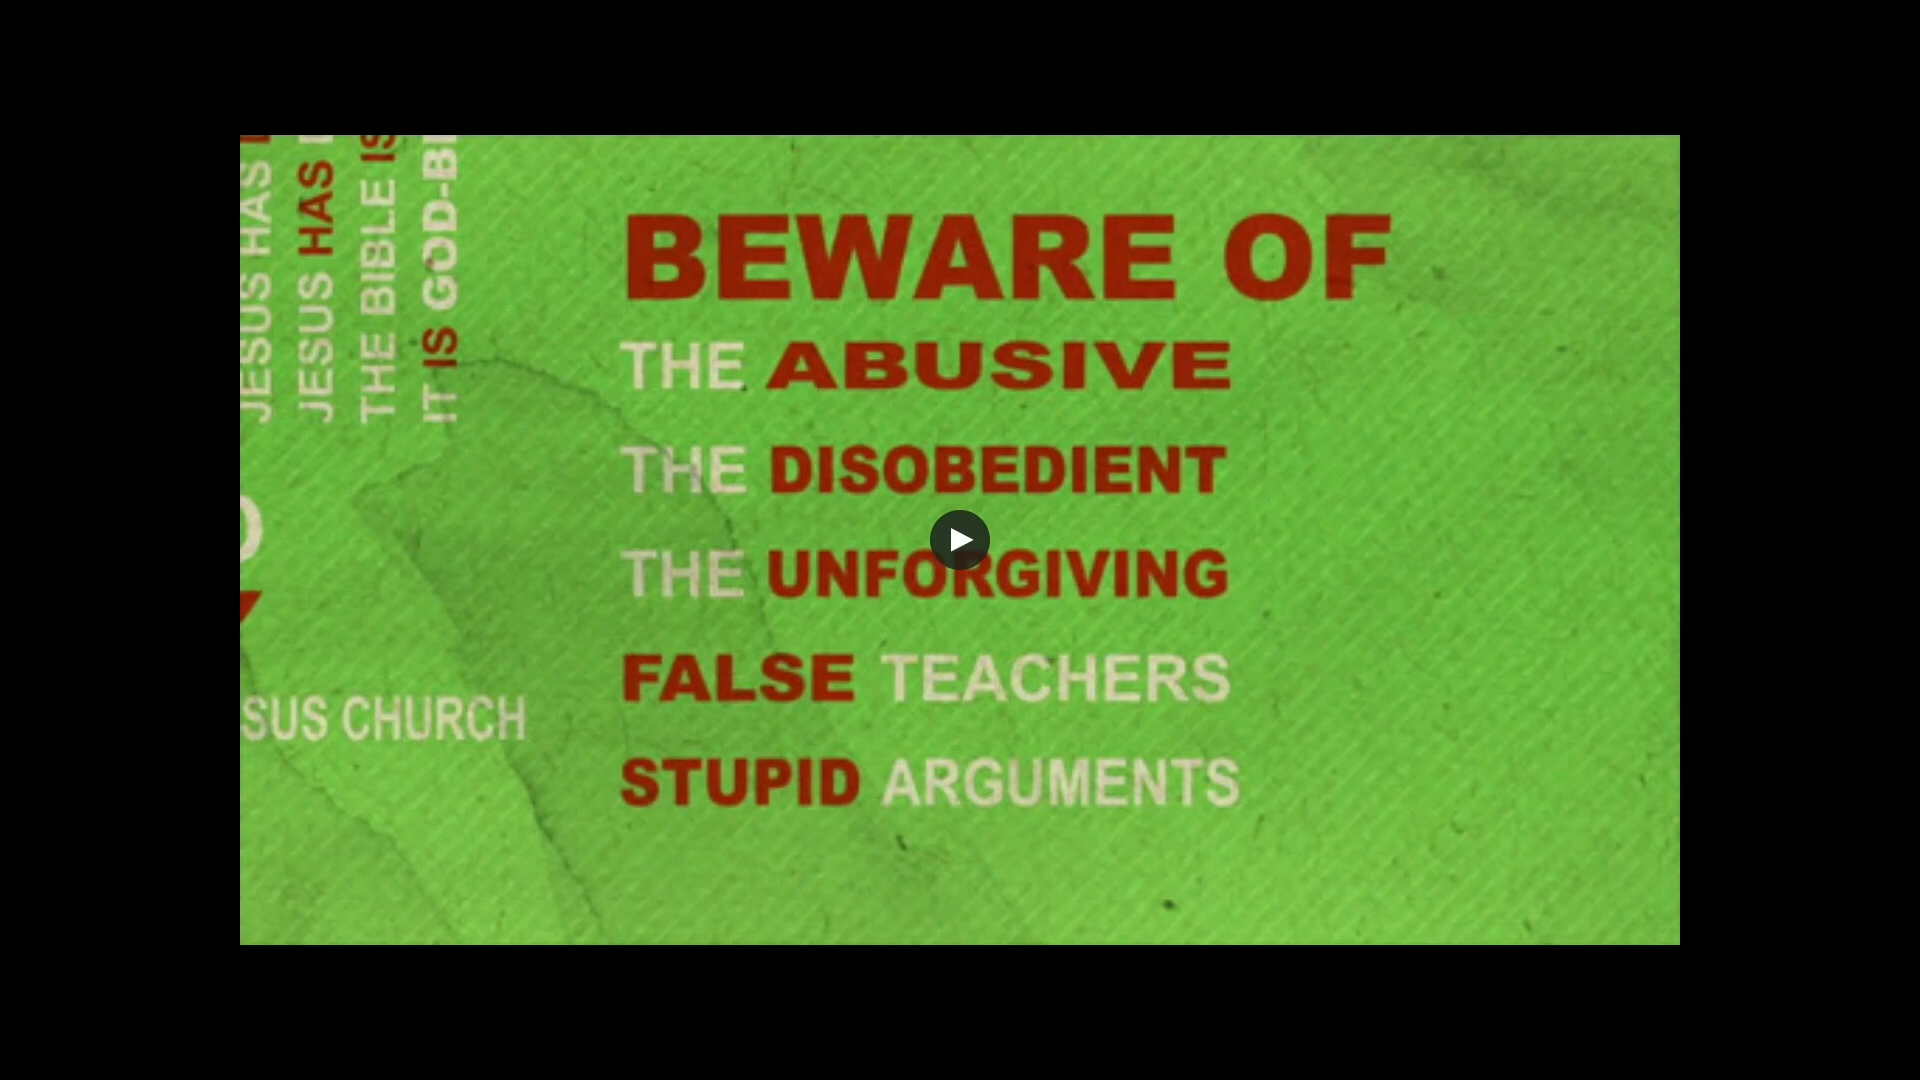 JESUS HAS
JESUS HAS
THE BIBLE IS
IT IS GOD-B
BEWARE OF
THE ABUSIVE
THE DISOBEDIENT
THE UNFORGIVING
FALSE TEACHERS
STUPID ARGUMENTS
SUS CHURCH